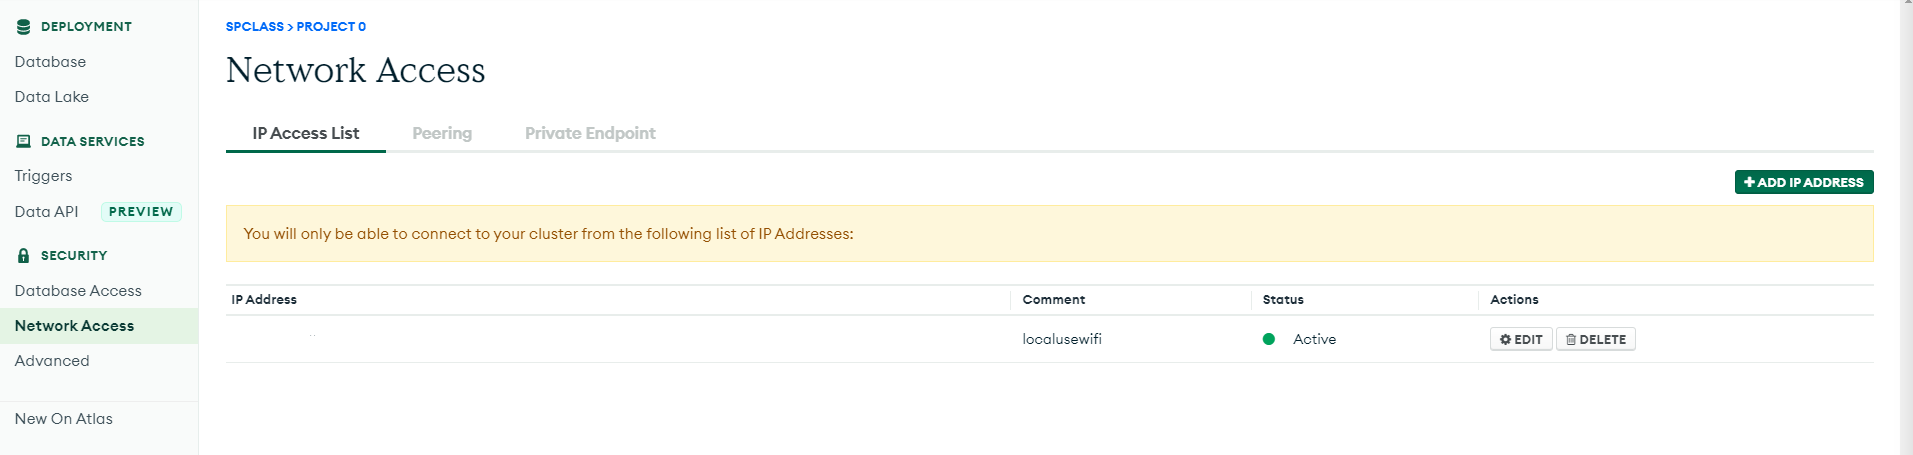 DEPLOYMENT
Database
Data Lake
DATA SERVICES
Triggers
Data API PREVIEW
SECURITY
Database Access
Network Access
Advanced
New On Atlas
SPCLASS > PROJECT 0
Network Access
IP Access List Peering Private Endpoint
+ ADD IP ADDRESS
You will only be able to connect to your cluster from the following list of IP Addresses:
IP Address Comment Status Actions
localusewifi Active EDIT DELETE